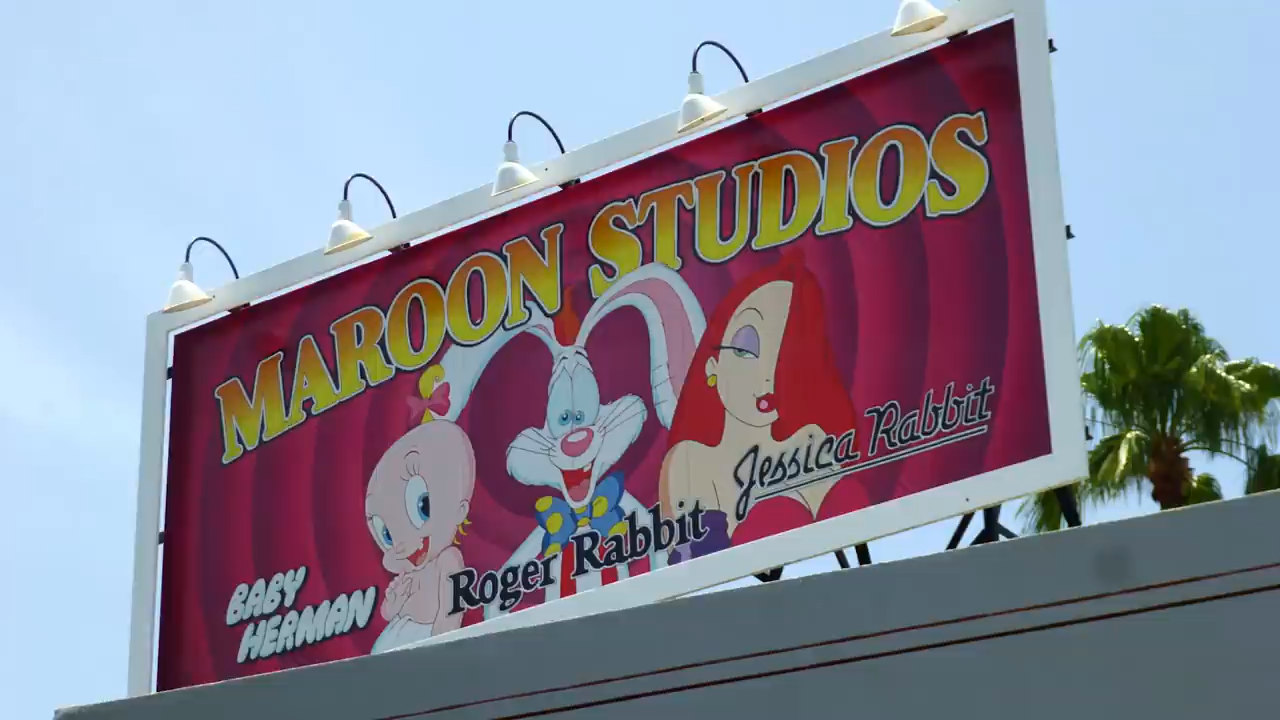 MAROON STUDIOS
BABY
HERMAN
Roger Rabbit
Jessica Rabbit